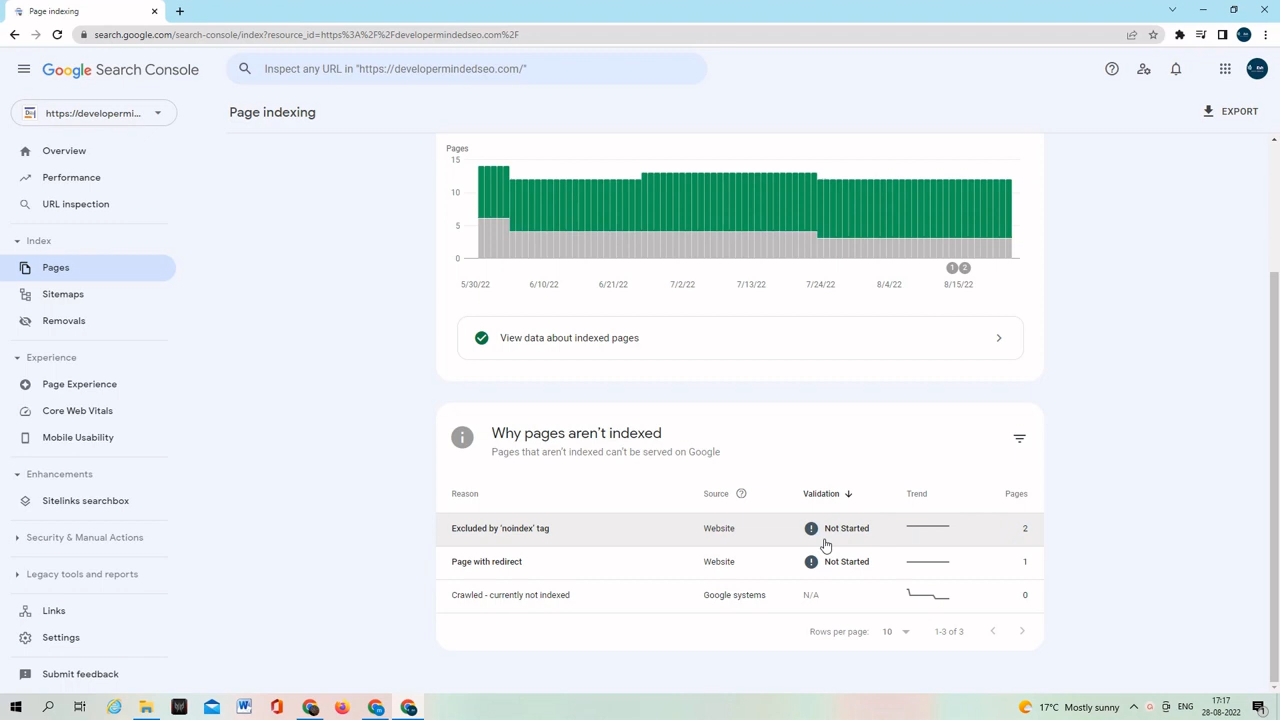 Page indexing
search.google.com/search-console/index?resource_id=https%3A%2F%2Fdevelopermindedseo.com%2F
Google Search Console
Inspect any URL in "https://developermindedseo.com/"
https://developermi...
Page indexing
EXPORT
Overview
Performance
URL inspection
Index
Pages
Sitemaps
Removals
Experience
Page Experience
Core Web Vitals
Mobile Usability
Enhancements
Sitelinks searchbox
Security & Manual Actions
Legacy tools and reports
Links
Settings
Submit feedback
Pages
15
10
5
0
1 2
5/30/22 6/10/22 6/21/22 7/2/22 7/13/22 7/24/22 8/4/22 8/15/22
View data about indexed pages
Why pages aren't indexed
Pages that aren't indexed can't be served on Google
Reason Source Validation Trend Pages
Excluded by 'noindex' tag Website Not Started 2
Page with redirect Website Not Started 1
Crawled - currently not indexed Google systems N/A 0
Rows per page: 10 1-3 of 3
17°C Mostly sunny ENG 17:17
28-08-2022